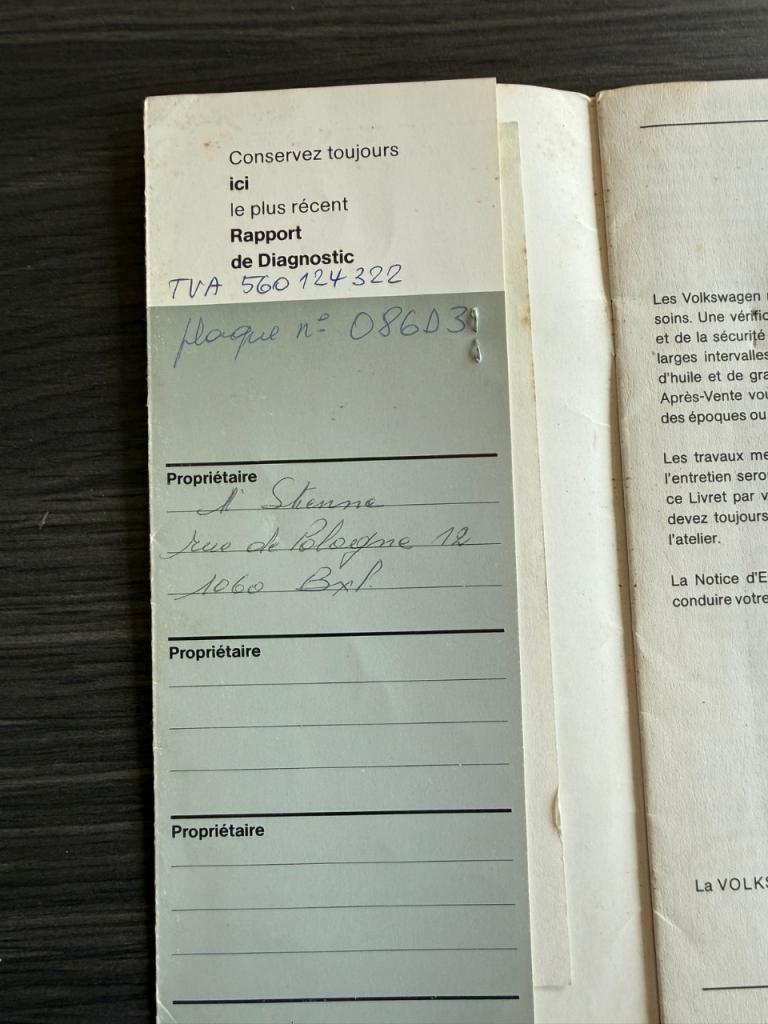 Conservez toujours
ici
le plus récent
Rapport
de Diagnostic
TVA 560 124 322
plaque n° 086D3
Propriétaire
Stienne
rue de Pologne 12
1060 Bxl.
Propriétaire
Propriétaire
Les Volkswagen
soins. Une vérific
et de la sécurité
larges intervalles
d'huile et de gra
Après-Vente vou
des époques ou
Les travaux me
l'entretien sero
ce Livret par v
devez toujours
l'atelier.
La Notice d'E
conduire votre
La VOLKS